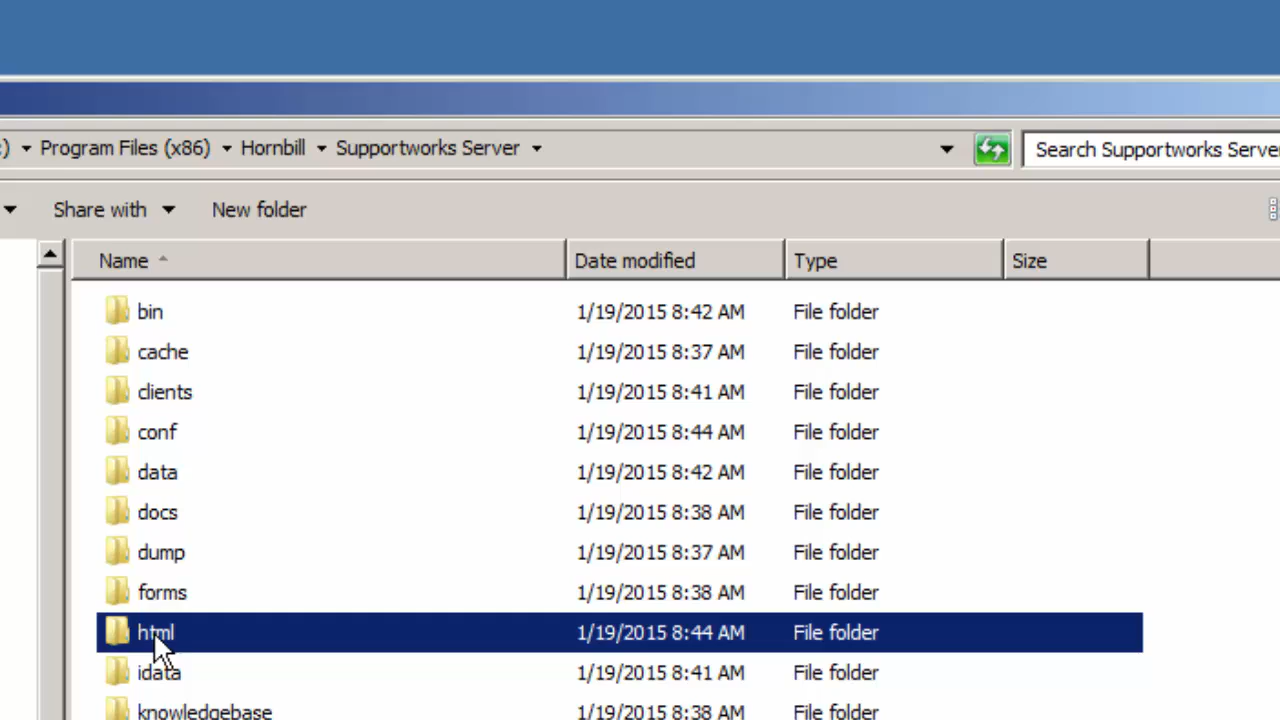 :) Program Files (x86) Hornbill Supportworks Server Search Supportworks Serve
Share with New folder
Name Date modified Type Size
bin 1/19/2015 8:42 AM File folder
cache 1/19/2015 8:37 AM File folder
clients 1/19/2015 8:41 AM File folder
conf 1/19/2015 8:44 AM File folder
data 1/19/2015 8:42 AM File folder
docs 1/19/2015 8:38 AM File folder
dump 1/19/2015 8:37 AM File folder
forms 1/19/2015 8:38 AM File folder
html 1/19/2015 8:44 AM File folder
idata 1/19/2015 8:41 AM File folder
knowledgebase 1/19/2015 8:38 AM File folder